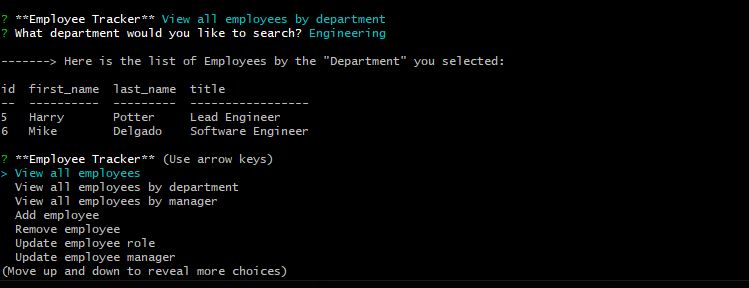 ? **Employee Tracker** View all employees by department
? What department would you like to search? Engineering
-------> Here is the list of Employees by the "Department" you selected:
id  first_name  last_name  title
--  ----------  ---------  -----------------
5   Harry       Potter     Lead Engineer
6   Mike        Delgado    Software Engineer
? **Employee Tracker** (Use arrow keys)
> View all employees
  View all employees by department
  View all employees by manager
  Add employee
  Remove employee
  Update employee role
  Update employee manager
(Move up and down to reveal more choices)